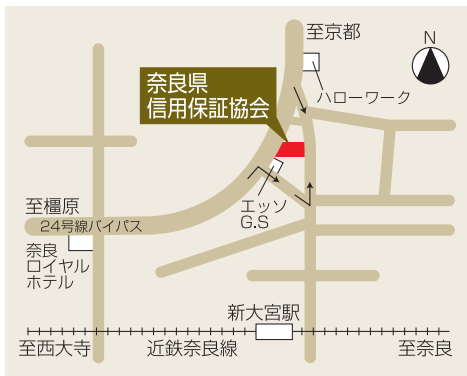 至京都
N
奈良県
信用保証協会
ハローワーク
至橿原
エッソ
G.S
24号線バイパス
奈良
ロイヤル
ホテル
新大宮駅
至西大寺
近鉄奈良線
至奈良